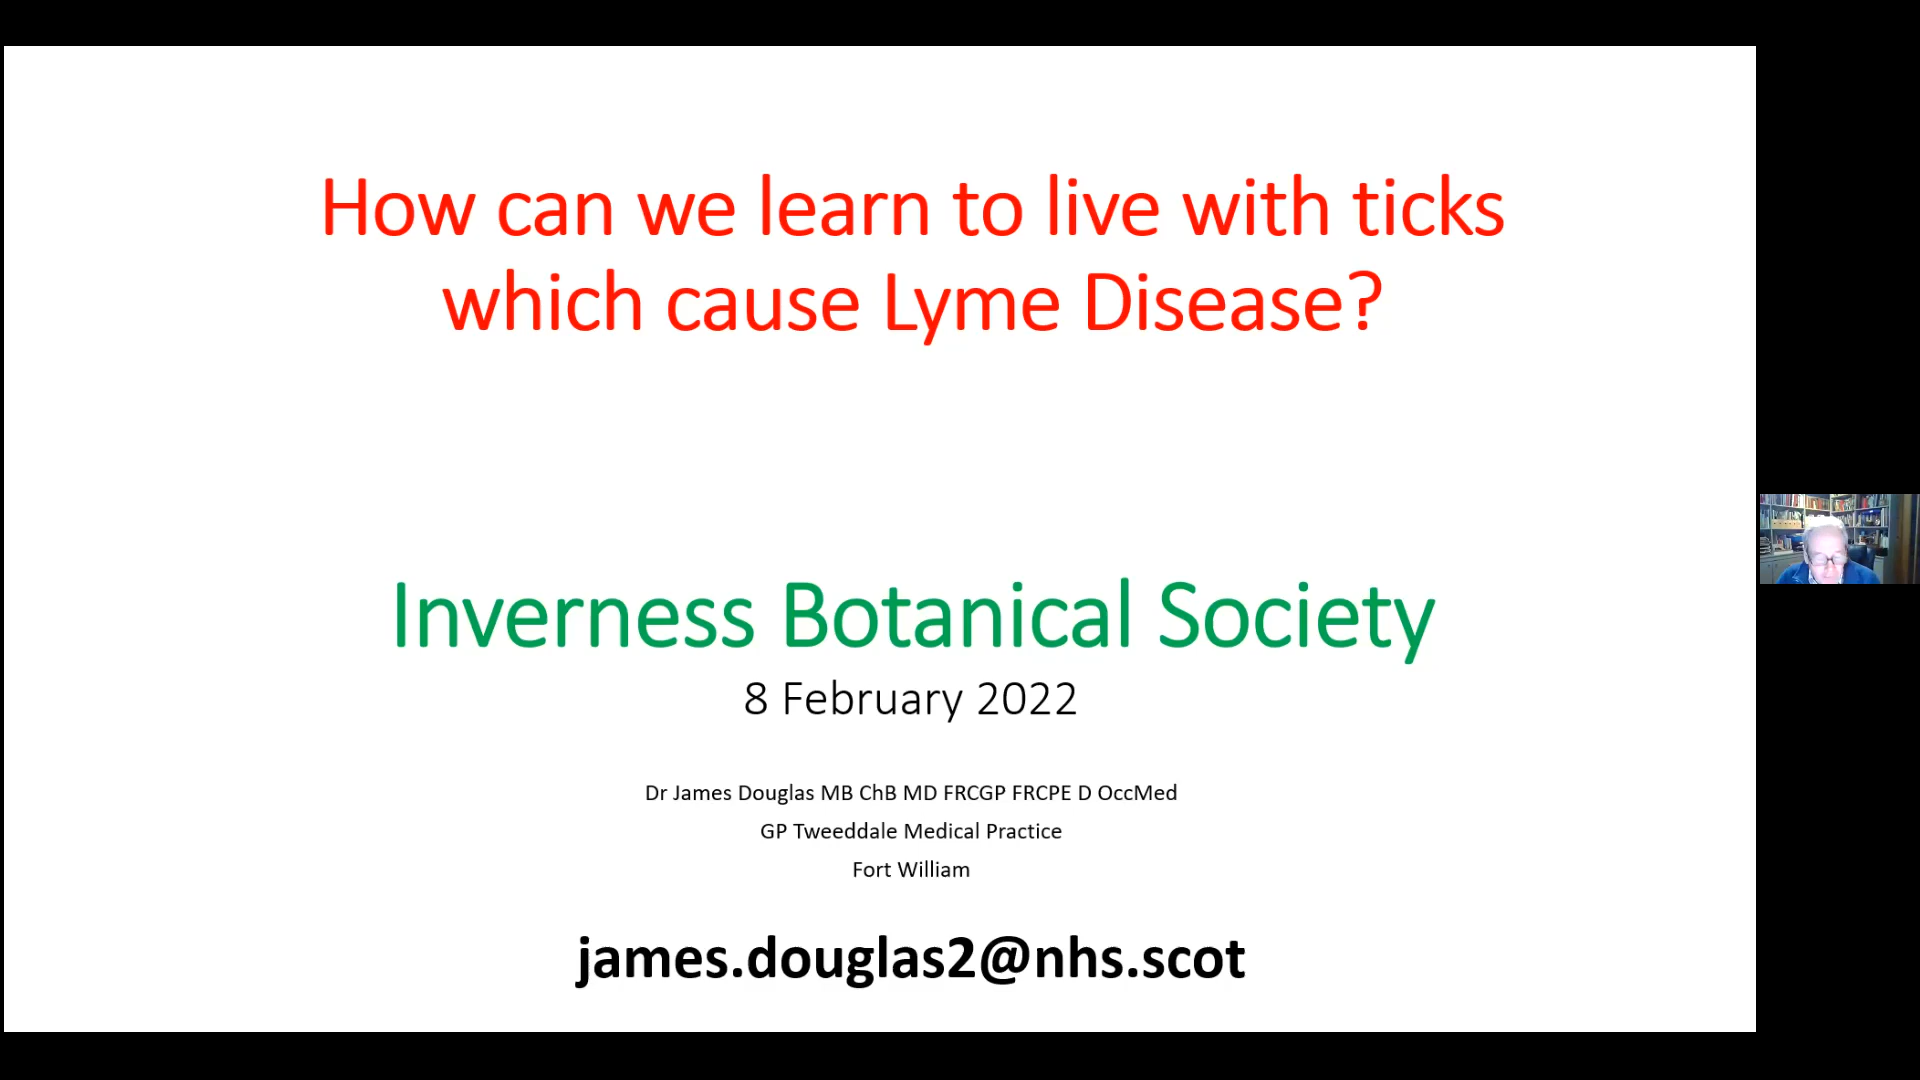 How can we learn to live with ticks
which cause Lyme Disease?
Inverness Botanical Society
8 February 2022
Dr James Douglas MB ChB MD FRCGP FRCPE D OccMed
GP Tweeddale Medical Practice
Fort William
james.douglas2@nhs.scot